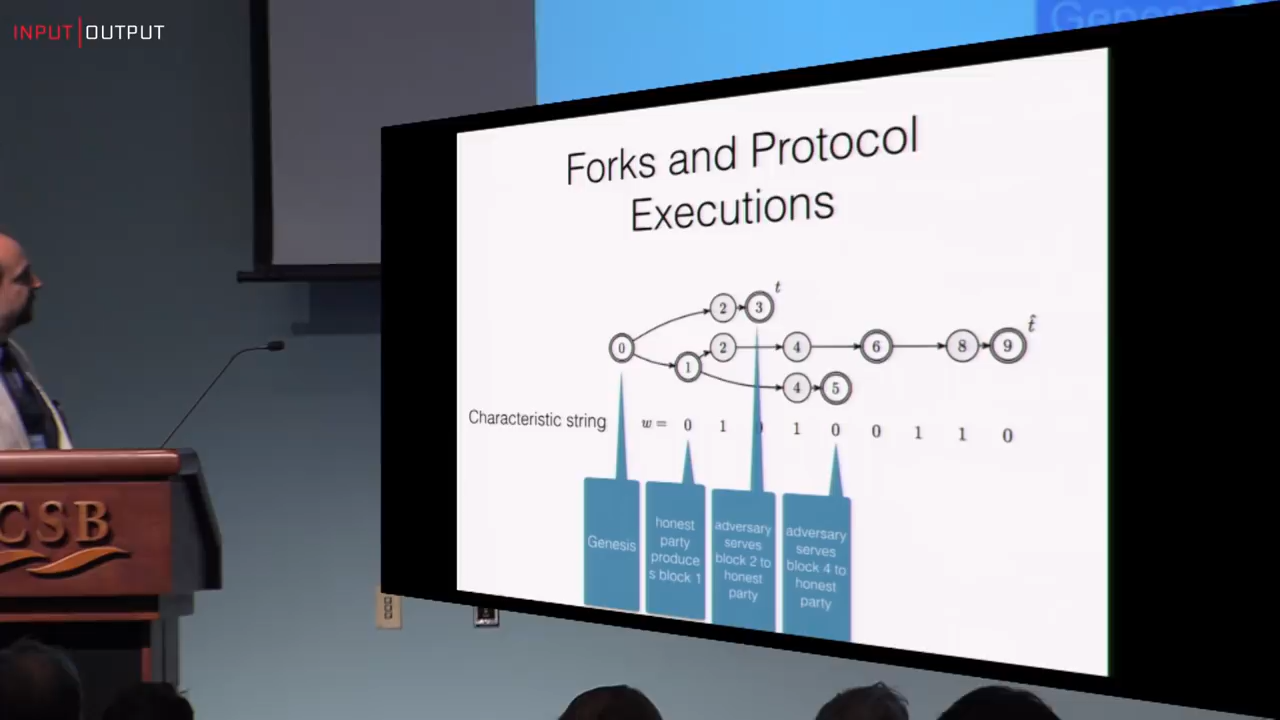 INPUT|OUTPUT
Genesis
Forks and Protocol
Executions
2 3 t
0 1 2 4 6 8 9 t̂
4 5
Characteristic string w = 0 1 1 0 0 1 1 0
Genesis
honest
party
produce
s block 1
adversary
serves
block 2 to
honest
party
adversary
serves
block 4 to
honest
party
CSB